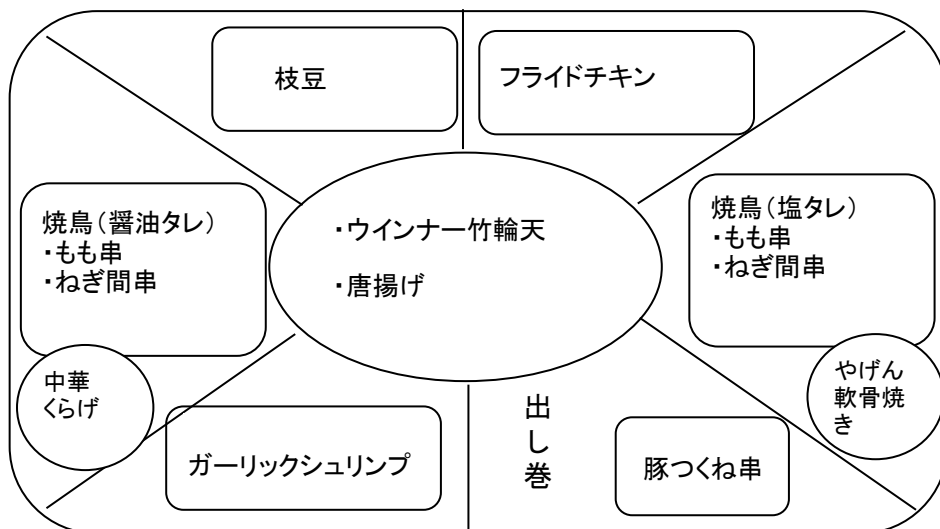 枝豆
フライドチキン
焼鳥（醤油タレ）
・もも串
・ねぎ間串
・ウインナー竹輪天
・唐揚げ
焼鳥（塩タレ）
・もも串
・ねぎ間串
中華
くらげ
ガーリックシュリンプ
出し巻
豚つくね串
やげん
軟骨焼
き